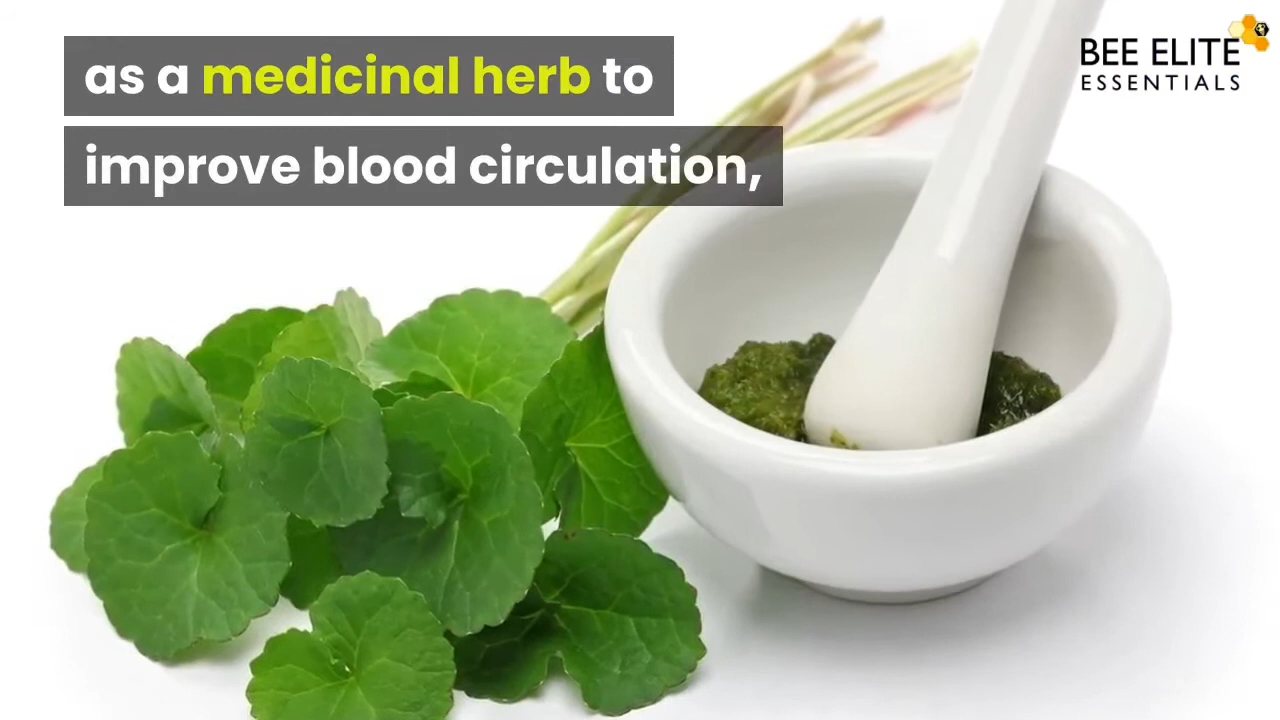 as a medicinal herb to
improve blood circulation,
BEE ELITE
ESSENTIALS